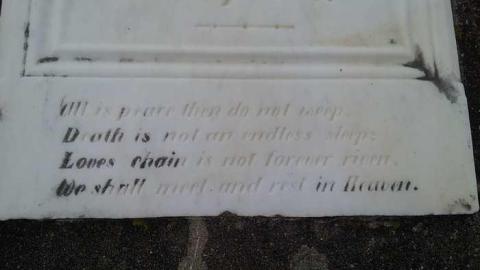 All is peace then do not weep.
Death is not an endless sleep;
Loves chain is not forever riven.
We shall meet and rest in Heaven.